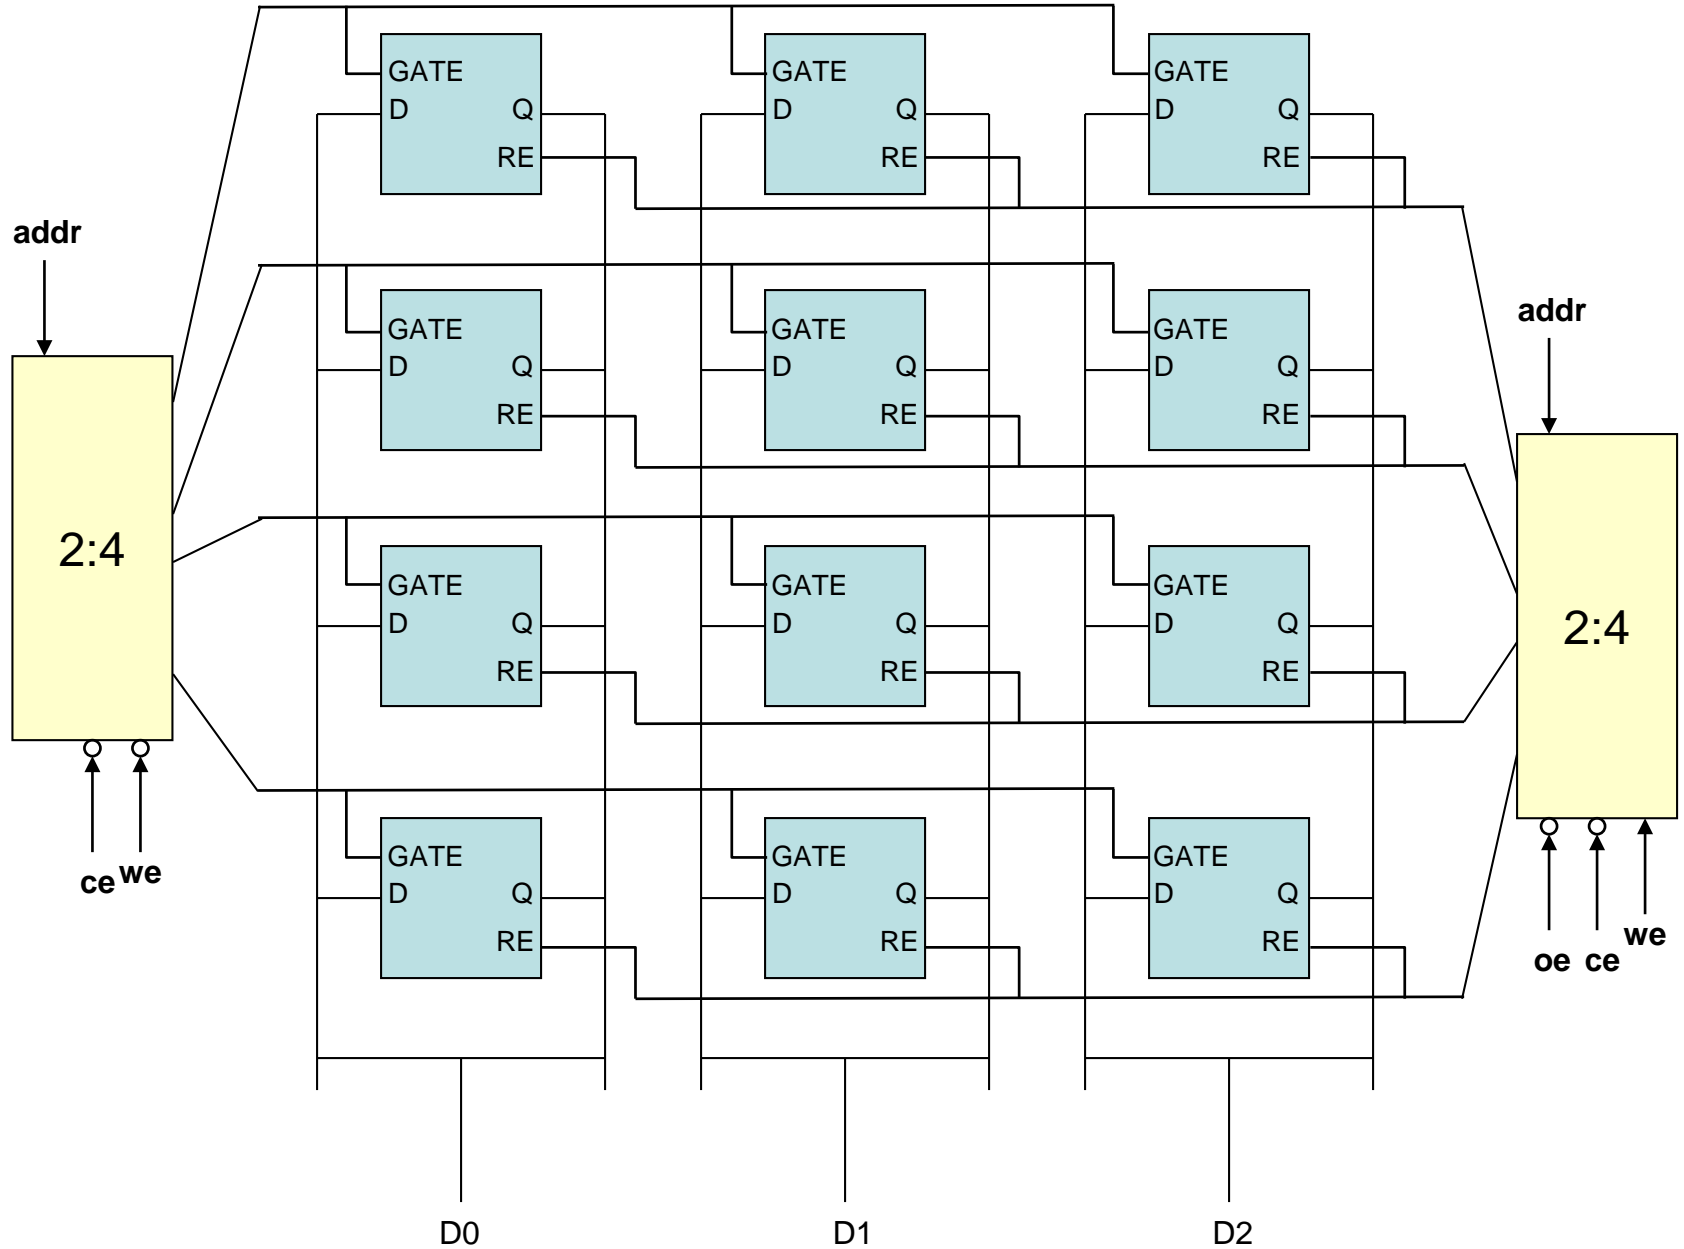 GATE GATE GATE
D Q D Q D Q
RE RE RE
addr
GATE GATE GATE
addr
D Q D Q D Q
RE RE RE
2:4
GATE GATE GATE
D Q D Q D Q
2:4
RE RE RE
GATE GATE GATE
ce we
D Q D Q D Q
RE RE RE
oe ce we
D0 D1 D2